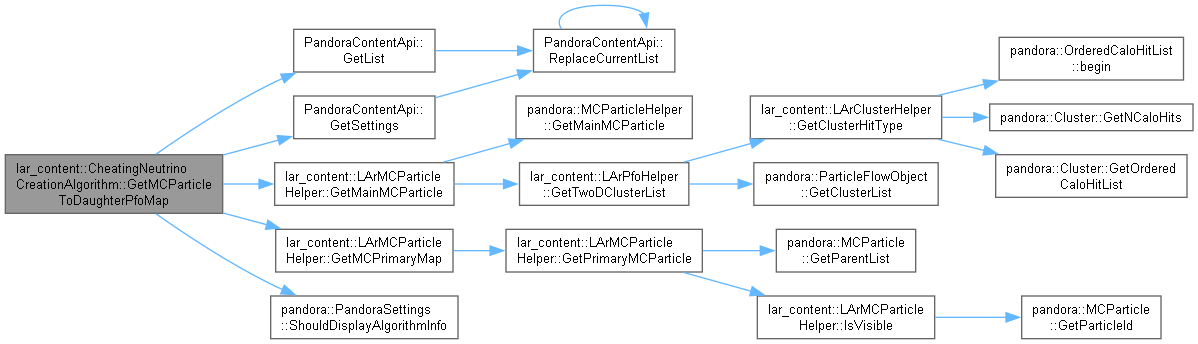 lar_content::CheatingNeutrino
CreationAlgorithm::GetMCParticle
ToDaughterPfoMap
PandoraContentApi::
GetList
PandoraContentApi::
GetSettings
lar_content::LArMCParticle
Helper::GetMainMCParticle
lar_content::LArMCParticle
Helper::GetMCPrimaryMap
pandora::PandoraSettings
::ShouldDisplayAlgorithmInfo
PandoraContentApi::
ReplaceCurrentList
pandora::MCParticleHelper
::GetMainMCParticle
lar_content::LArPfoHelper
::GetTwoDClusterList
lar_content::LArMCParticle
Helper::GetPrimaryMCParticle
lar_content::LArClusterHelper
::GetClusterHitType
pandora::ParticleFlowObject
::GetClusterList
pandora::MCParticle
::GetParentList
lar_content::LArMCParticle
Helper::IsVisible
pandora::OrderedCaloHitList
::begin
pandora::Cluster::GetNCaloHits
pandora::Cluster::GetOrdered
CaloHitList
pandora::MCParticle
::GetParticleId